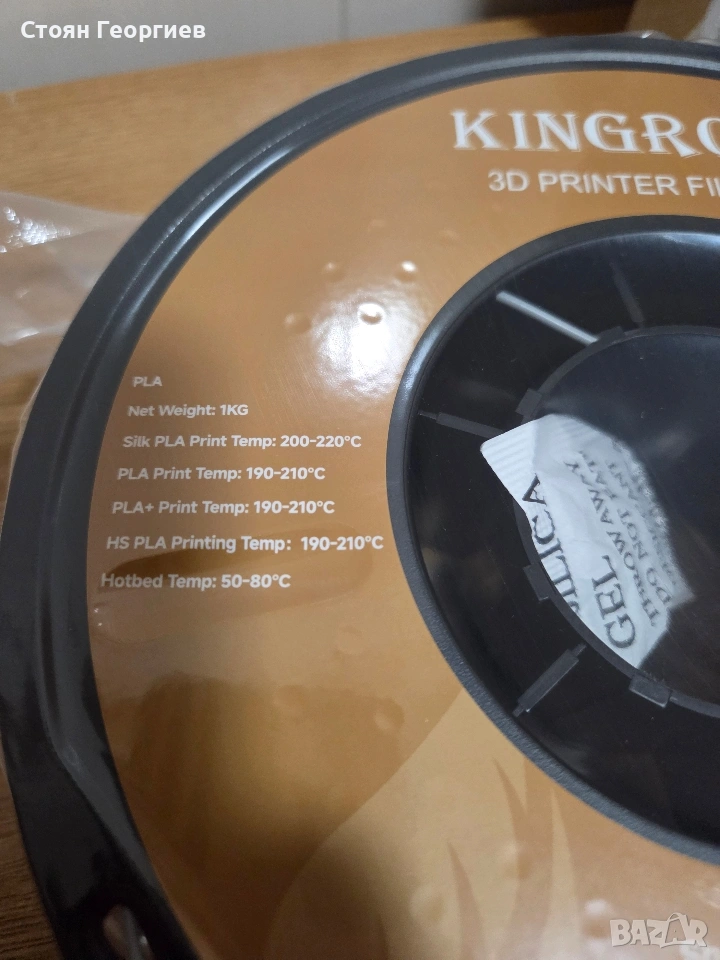 Стоян Георгиев
KINGRO
3D PRINTER FI
PLA
Net Weight: 1KG
Silk PLA Print Temp: 200-220°C
PLA Print Temp: 190-210°C
PLA+ Print Temp: 190-210°C
HS PLA Printing Temp: 190-210°C
Hotbed Temp: 50-80°C
SILICA
GEL
THROW AWAY
DO NOT EAT
BAZAR